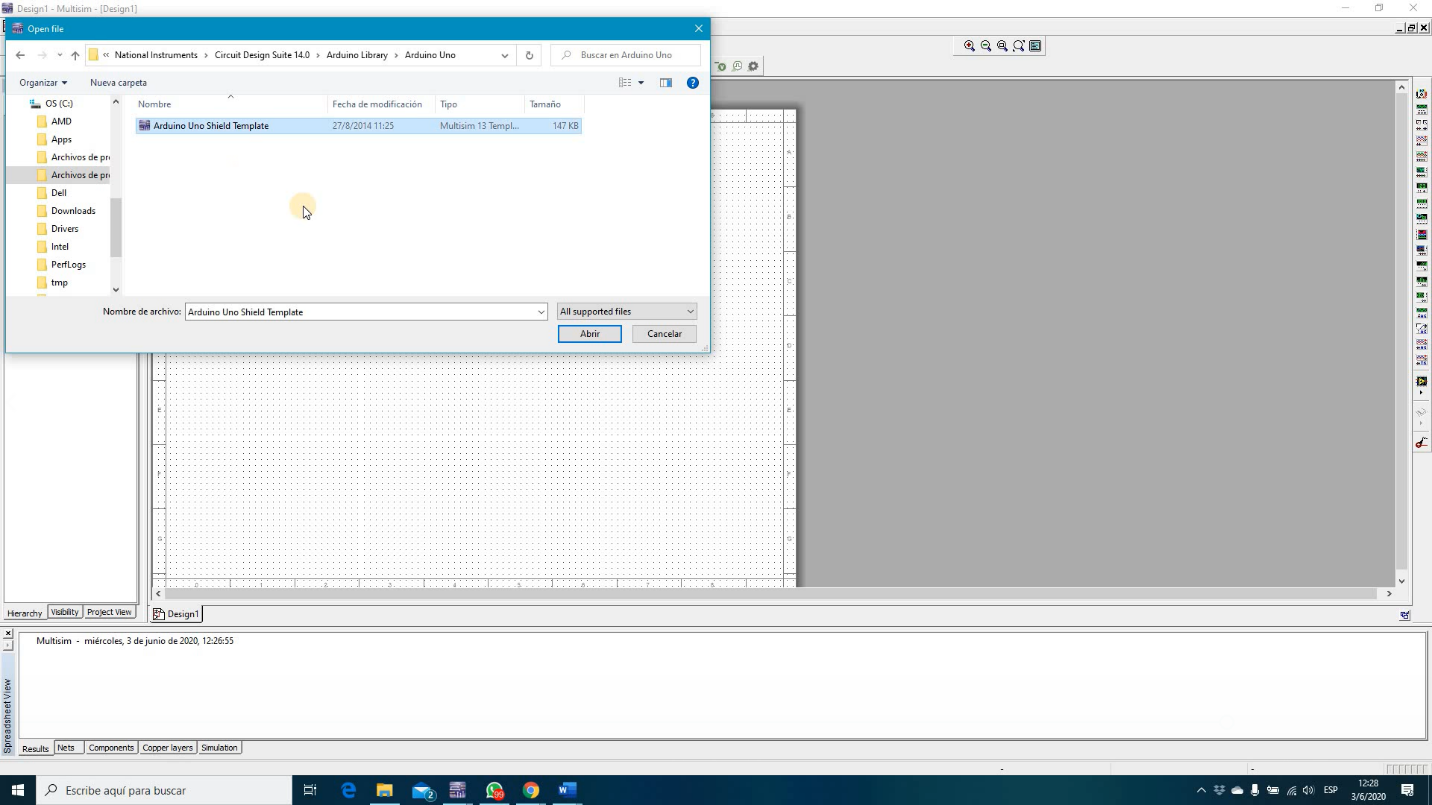 Design1 - Multisim - [Design1]
Open file
« National Instruments > Circuit Design Suite 14.0 > Arduino Library > Arduino Uno
Buscar en Arduino Uno
Organizar
Nueva carpeta
OS (C:)
AMD
Apps
Archivos de pr
Archivos de pr
Dell
Downloads
Drivers
Intel
PerfLogs
tmp
Nombre
Fecha de modificación
Tipo
Tamaño
Arduino Uno Shield Template
27/8/2014 11:25
Multisim 13 Templ...
147 KB
Nombre de archivo:
Arduino Uno Shield Template
All supported files
Abrir
Cancelar
Hierarchy
Visibility
Project View
Design1
Multisim - miércoles, 3 de junio de 2020, 12:26:55
Spreadsheet View
Results
Nets
Components
Copper layers
Simulation
Escribe aquí para buscar
2
99
ESP
12:28
3/6/2020